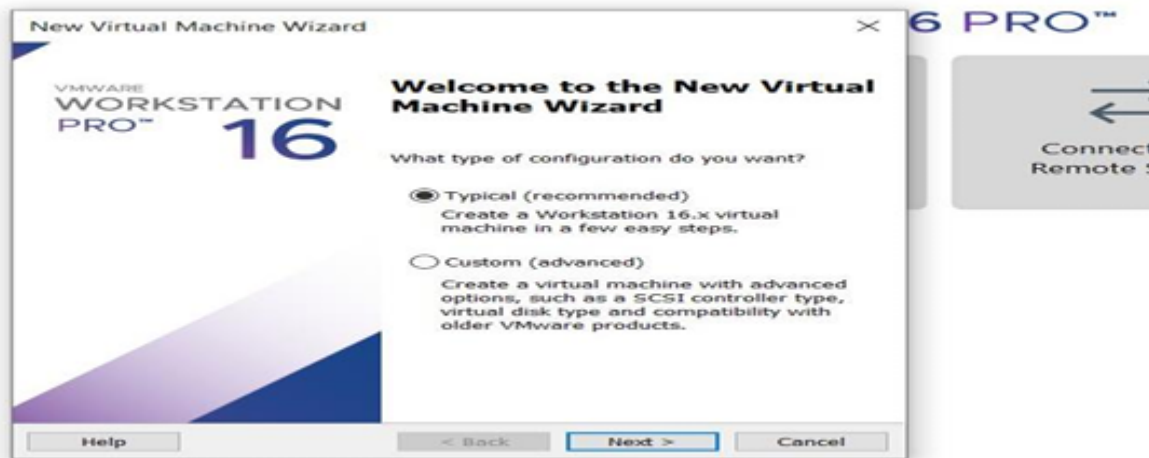 New Virtual Machine Wizard
6 PRO™
VMWARE
WORKSTATION
PRO™ 16
Welcome to the New Virtual
Machine Wizard
What type of configuration do you want?
Typical (recommended)
Create a Workstation 16.x virtual
machine in a few easy steps.
Custom (advanced)
Create a virtual machine with advanced
options, such as a SCSI controller type,
virtual disk type and compatibility with
older VMware products.
Connect
Remote S
Help
< Back
Next >
Cancel